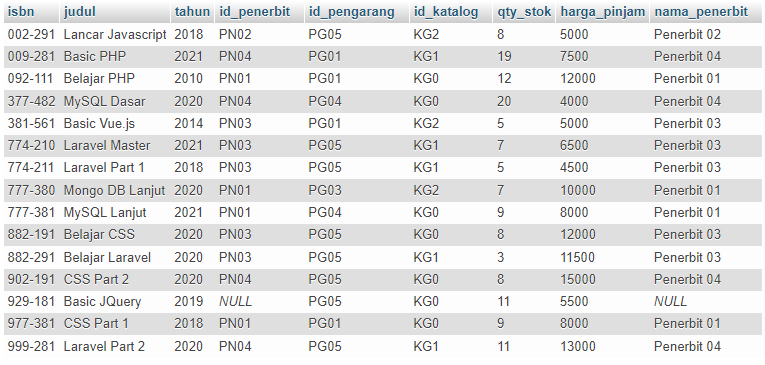 isbn judul tahun id_penerbit id_pengarang id_katalog qty_stok harga_pinjam nama_penerbit
002-291 Lancar Javascript 2018 PN02 PG05 KG2 8 5000 Penerbit 02
009-281 Basic PHP 2021 PN04 PG01 KG1 19 7500 Penerbit 04
092-111 Belajar PHP 2010 PN01 PG01 KG0 12 12000 Penerbit 01
377-482 MySQL Dasar 2020 PN04 PG04 KG0 20 4000 Penerbit 04
381-561 Basic Vue.js 2014 PN03 PG01 KG2 5 5000 Penerbit 03
774-210 Laravel Master 2021 PN03 PG05 KG1 7 6500 Penerbit 03
774-211 Laravel Part 1 2018 PN03 PG05 KG1 5 4500 Penerbit 03
777-380 Mongo DB Lanjut 2020 PN01 PG03 KG2 7 10000 Penerbit 01
777-381 MySQL Lanjut 2021 PN01 PG04 KG0 9 8000 Penerbit 01
882-191 Belajar CSS 2020 PN03 PG05 KG0 8 12000 Penerbit 03
882-291 Belajar Laravel 2020 PN03 PG05 KG1 3 11500 Penerbit 03
902-191 CSS Part 2 2020 PN04 PG05 KG0 8 15000 Penerbit 04
929-181 Basic JQuery 2019 NULL PG05 KG0 11 5500 NULL
977-381 CSS Part 1 2018 PN01 PG01 KG0 9 8000 Penerbit 01
999-281 Laravel Part 2 2020 PN04 PG05 KG1 11 13000 Penerbit 04